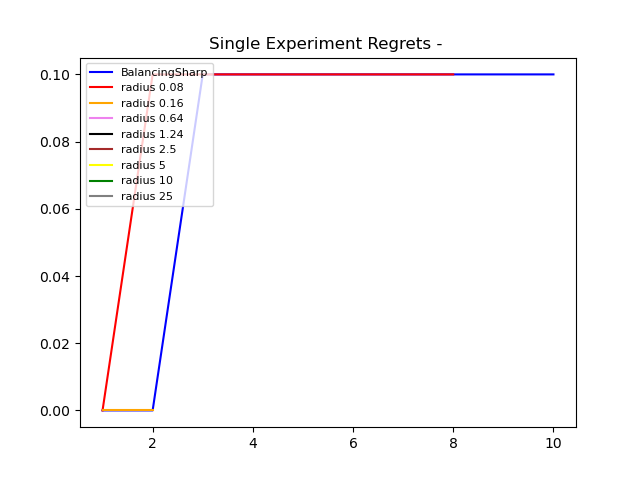 Single Experiment Regrets -
BalancingSharp
radius 0.08
radius 0.16
radius 0.64
radius 1.24
radius 2.5
radius 5
radius 10
radius 25
0.10
0.08
0.06
0.04
0.02
0.00
2 4 6 8 10